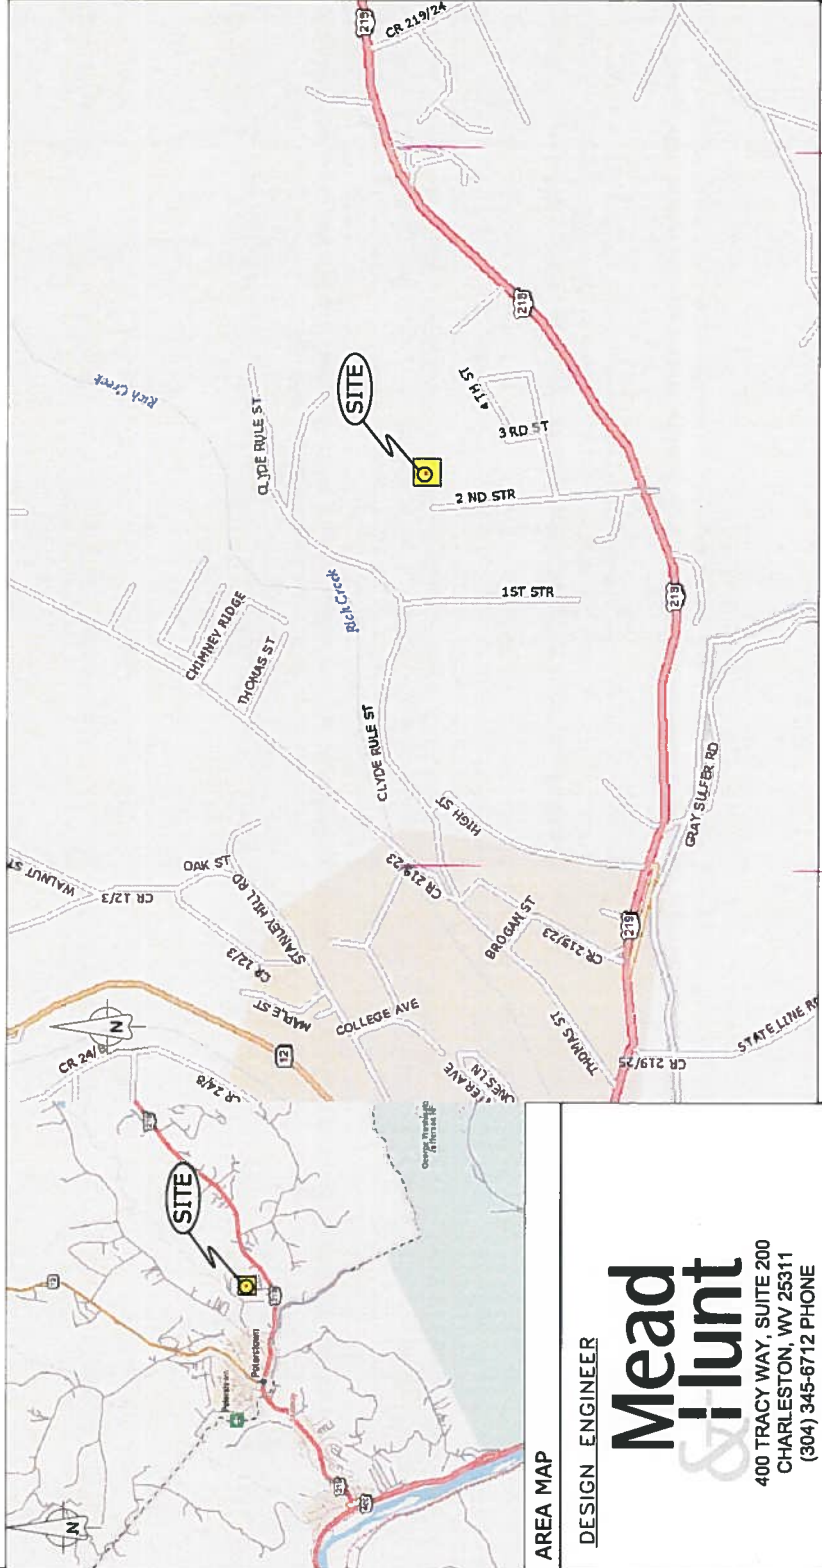 219
CR 219/24
Rich Creek
SITE
CLYDE RULE ST
4TH ST
3 RD ST
2 ND STR
219
Rich Creek
1ST STR
219
CHIMNEY RIDGE
THOMAS ST
CLYDE RULE ST
HIGH ST
GRAY SULFER RD
CR 219/23
OAK ST
WALNUT ST
CR 12/3
STANLEY HILL RD
CR 12/3
MAPLE ST
COLLEGE AVE
BROGAN ST
CR 219/23
219
THOMAS ST
CR 219/25
STATE LINE RD
12
N
CR 24/8
SITE
Peterstown
N
AREA MAP
DESIGN ENGINEER
Mead
& Hunt
400 TRACY WAY, SUITE 200
CHARLESTON, WV 25311
(304) 345-6712 PHONE